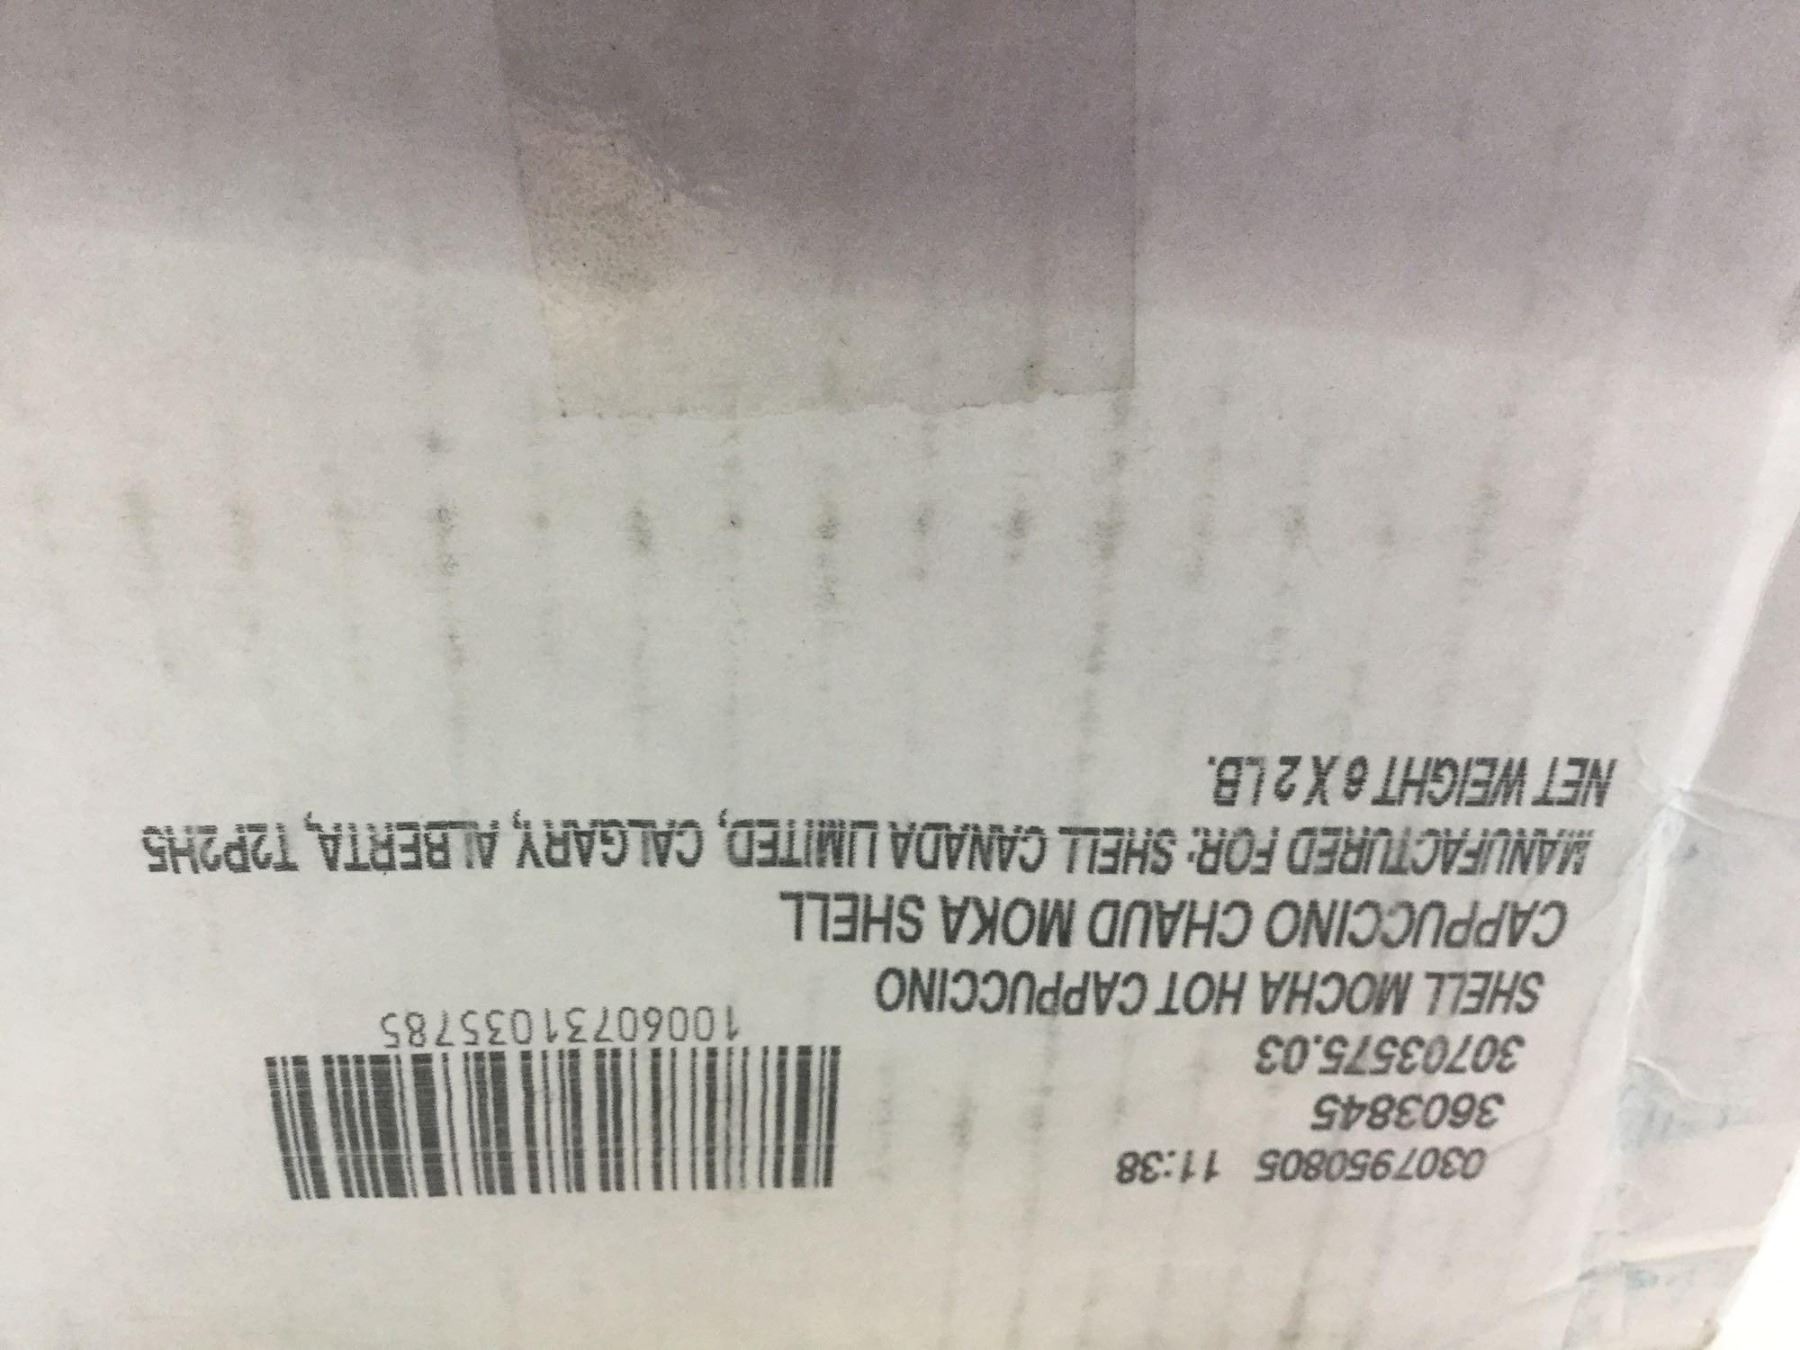 0307950805 11:38
3603845
30703575.03
10060731035785
SHELL MOCHA HOT CAPPUCCINO
CAPPUCCINO CHAUD MOKA SHELL
MANUFACTURED FOR: SHELL CANADA LIMITED, CALGARY, ALBERTA, T2P2H5
NET WEIGHT 6 X 2 LB.